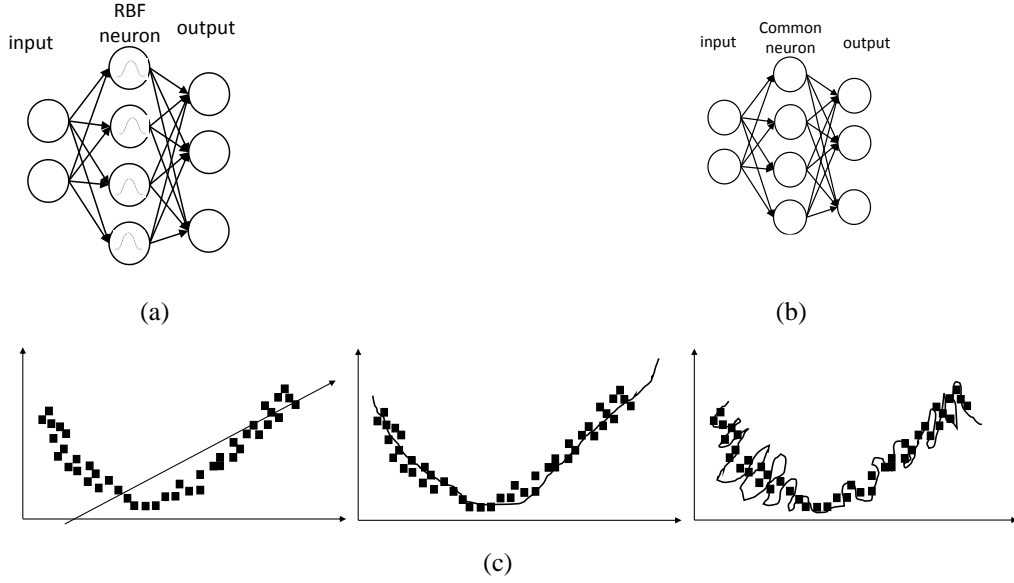 input
RBF
neuron
output
input
Common
neuron
output
(a)
(b)
(c)